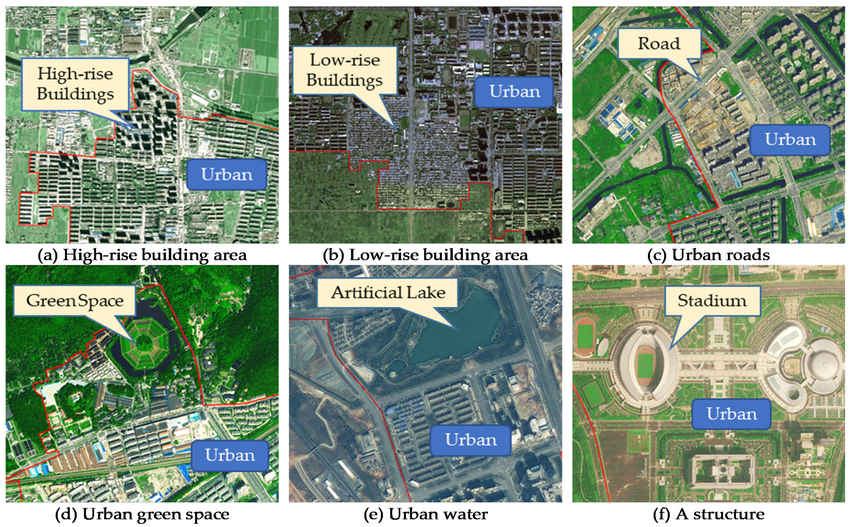 High-rise
Buildings
Urban
Low-rise
Buildings
Urban
Road
Urban
(a) High-rise building area
(b) Low-rise building area
(c) Urban roads
Green Space
Urban
Artificial Lake
Urban
Stadium
Urban
(d) Urban green space
(e) Urban water
(f) A structure